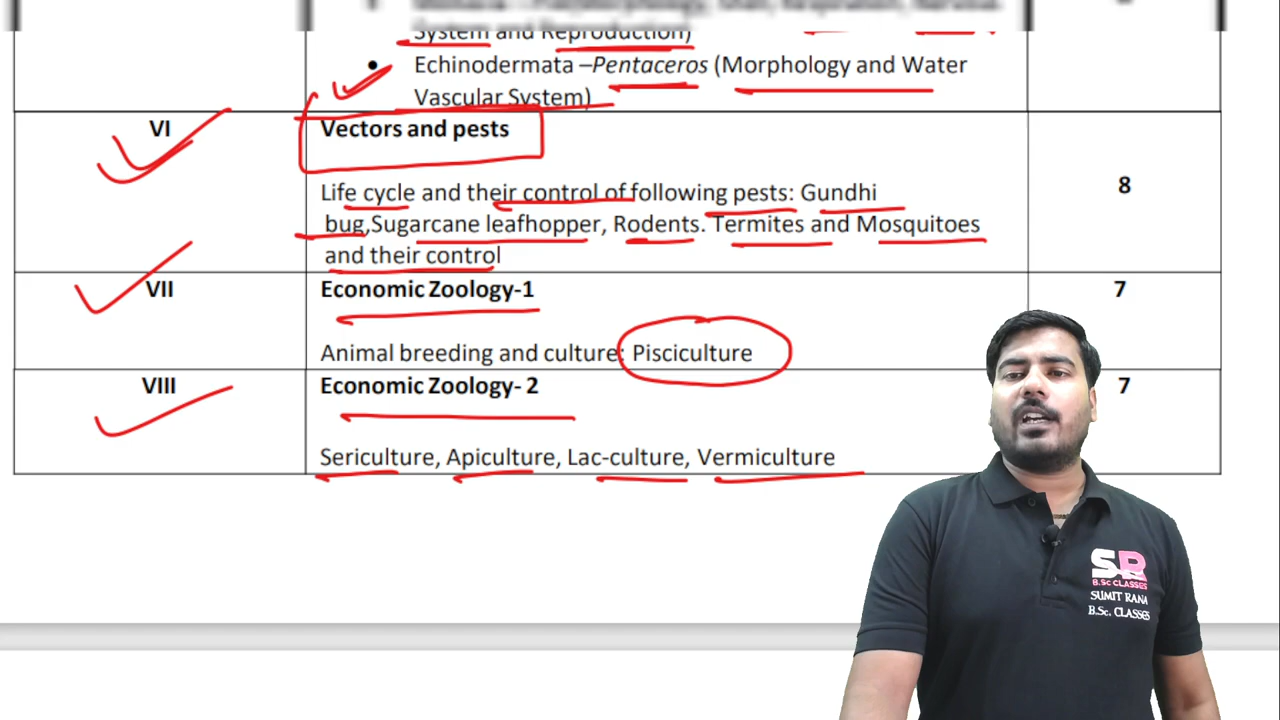 System and Reproduction)
• Echinodermata –Pentaceros (Morphology and Water
Vascular System)
VI
Vectors and pests
8
Life cycle and their control of following pests: Gundhi
bug,Sugarcane leafhopper, Rodents. Termites and Mosquitoes
and their control
VII
Economic Zoology-1
7
Animal breeding and culture: Pisciculture
VIII
Economic Zoology- 2
7
Sericulture, Apiculture, Lac-culture, Vermiculture
SR
B.Sc CLASSES
SUMIT RANA
B.Sc. CLASSES